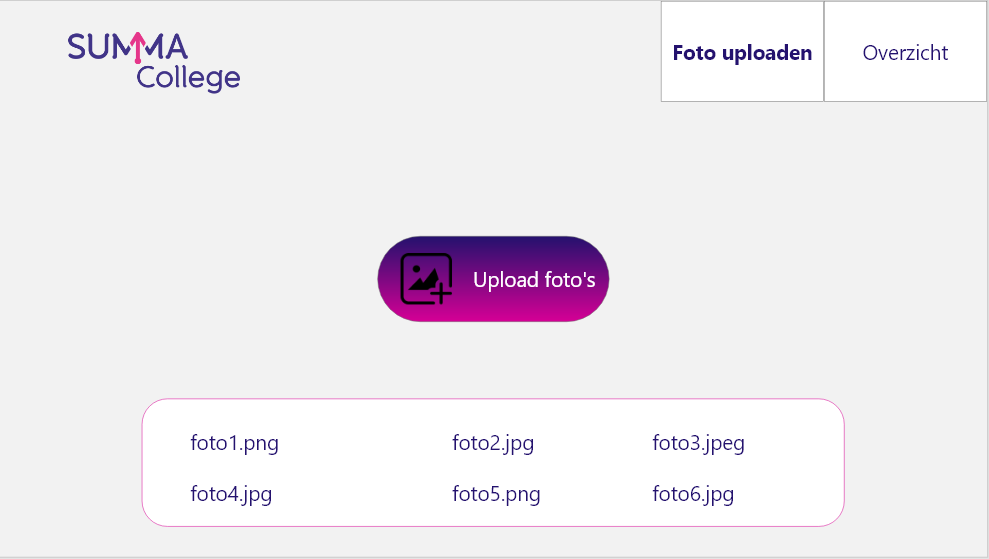 SUMMA
College
Foto uploaden
Overzicht
Upload foto's
foto1.png foto2.jpg foto3.jpeg
foto4.jpg foto5.png foto6.jpg